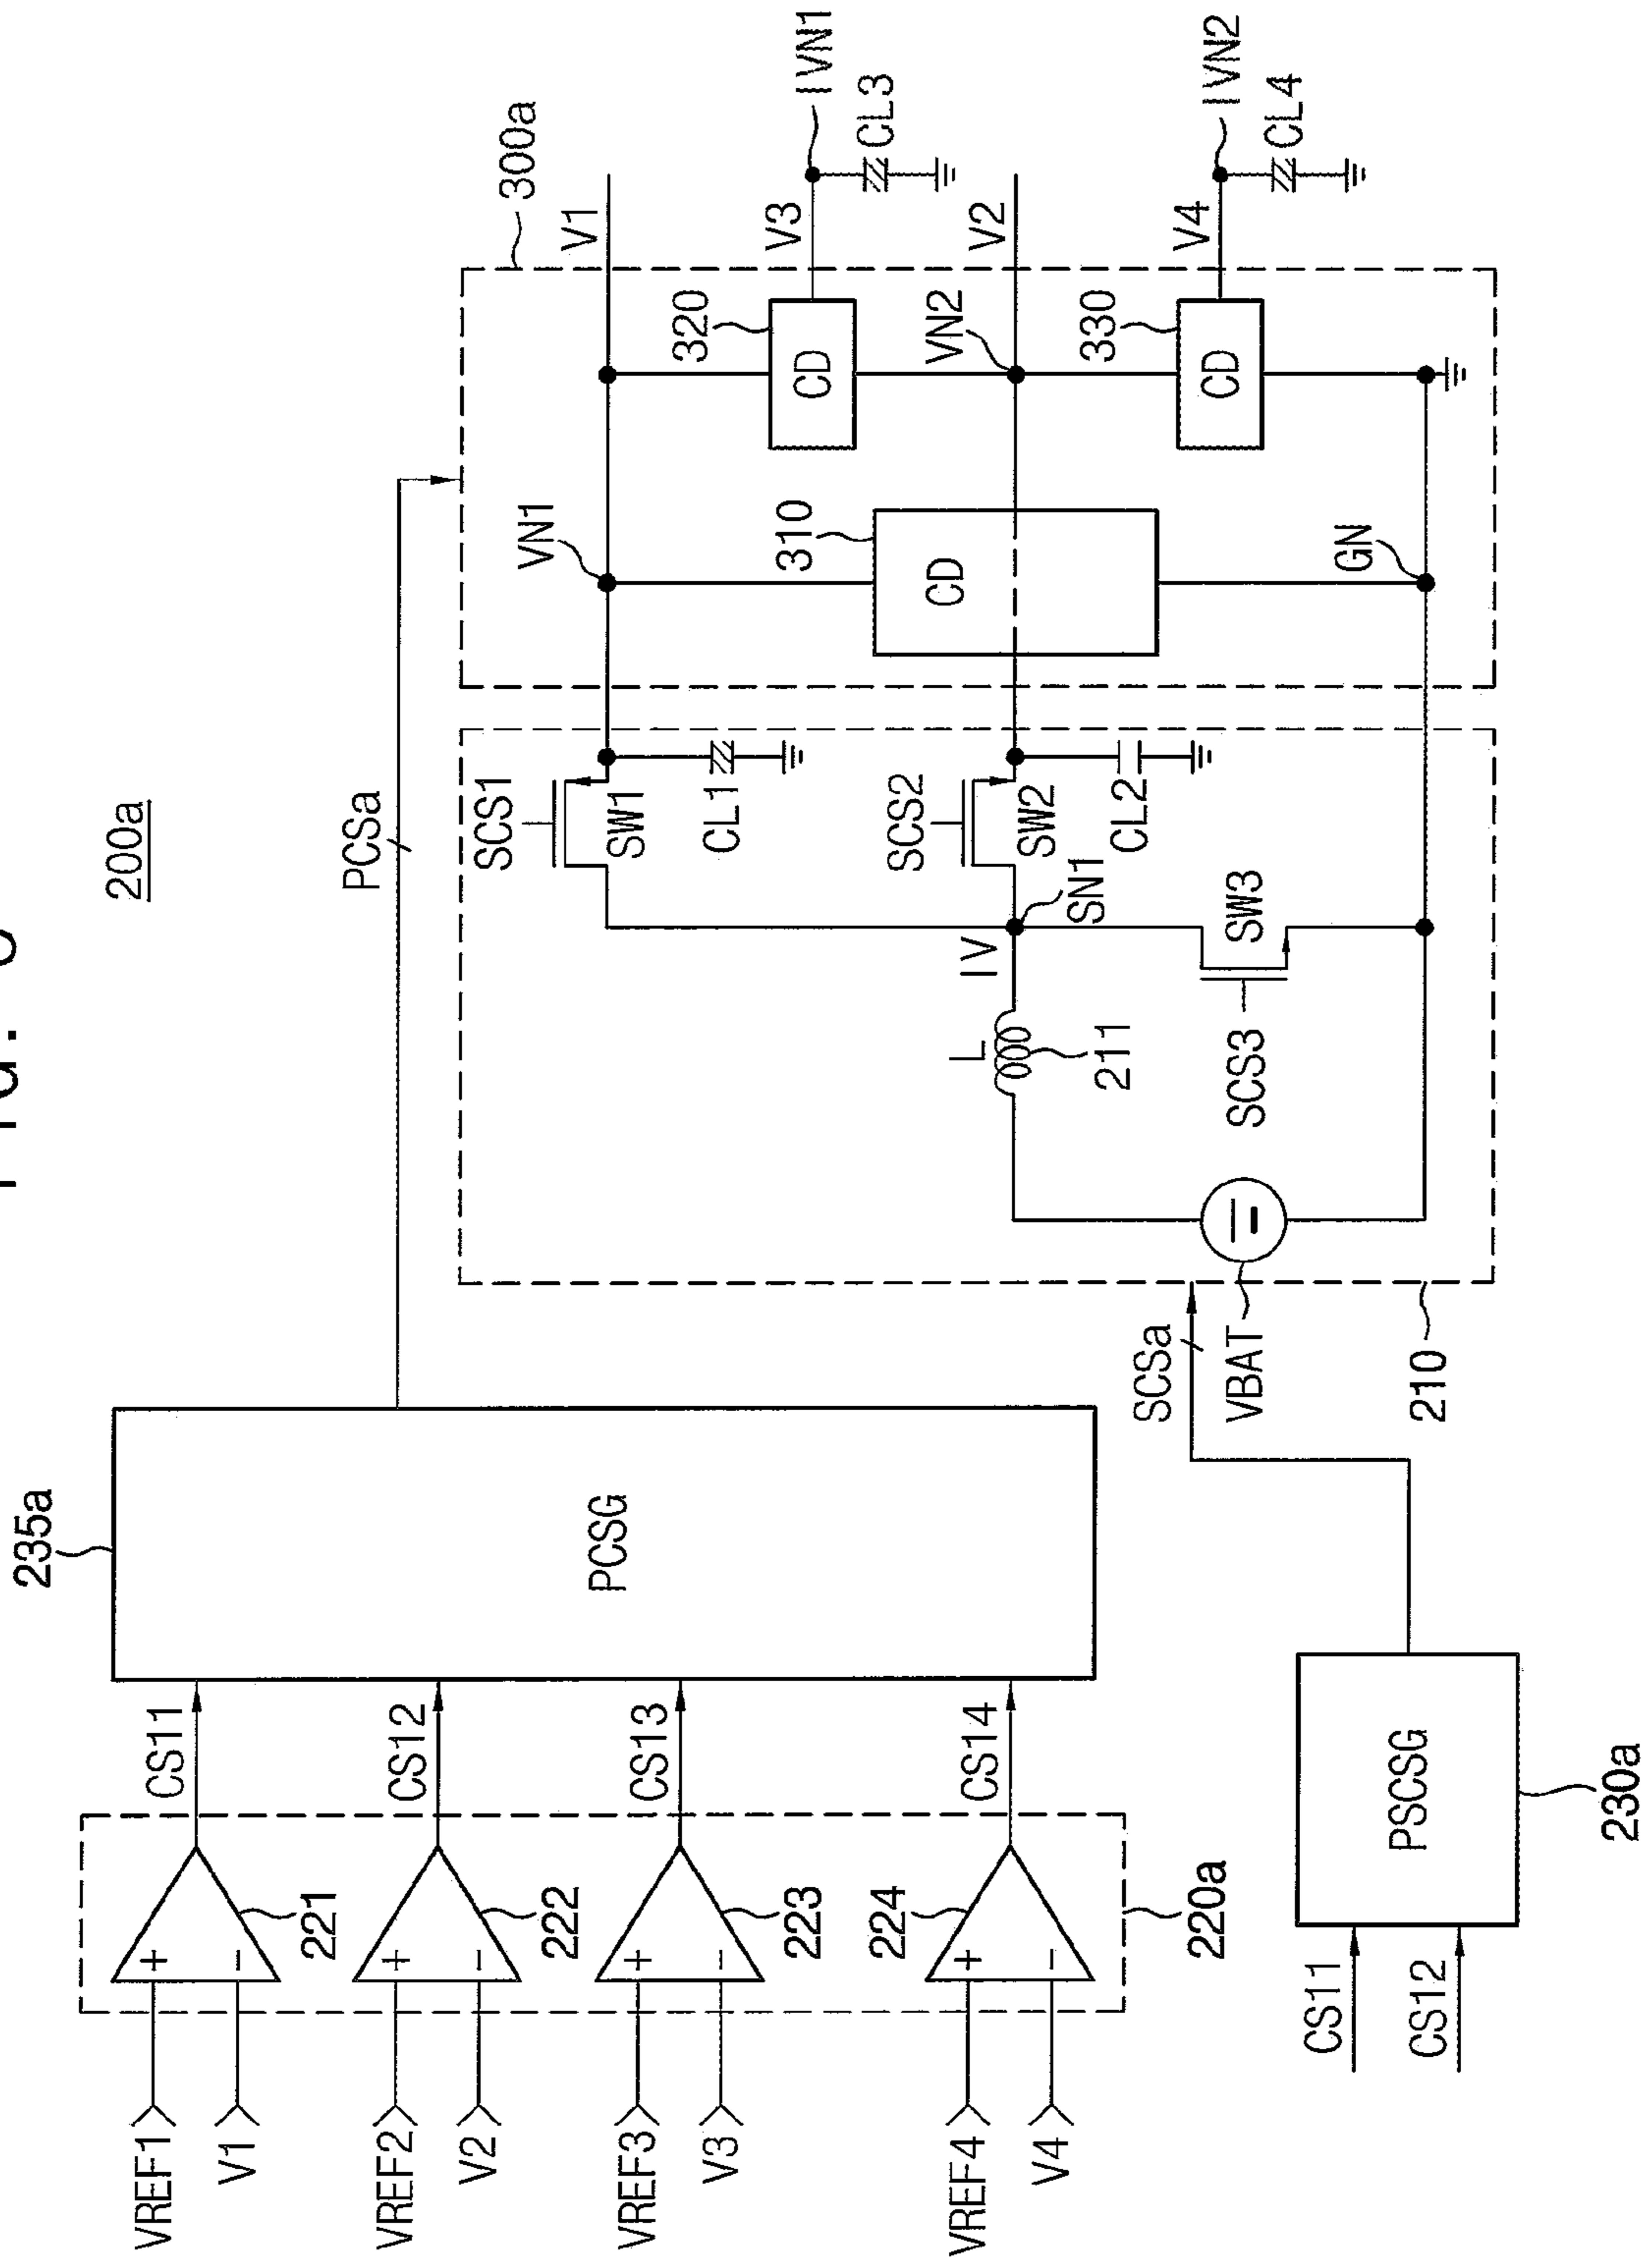 FIG.
200a
235a
VREF1
V1
+
-
221
CS11
VREF2
V2
+
-
222
CS12
VREF3
V3
+
-
223
CS13
VREF4
V4
+
-
224
CS14
220a
PCSG
PCSa
300a
SCS1
SW1
CL1
VN1
V1
320
CD
V3
IVN1
CL3
310
CD
SCS2
SW2
CL2
IV
SN1
L
211
VN2
V2
330
CD
V4
IVN2
CL4
SCSa
VBAT
SCS3
SW3
GN
210
CS11
CS12
PSCSG
230a